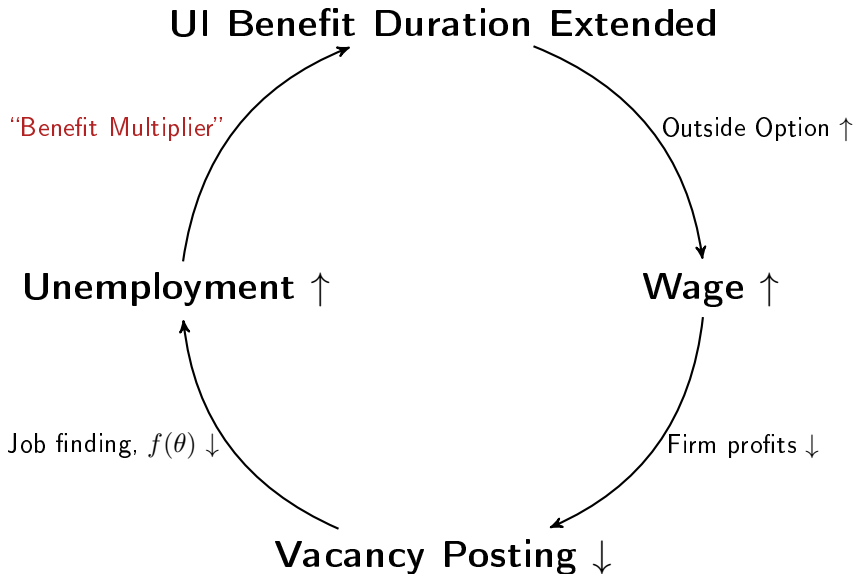 UI Benefit Duration Extended
“Benefit Multiplier”
Outside Option ↑
Unemployment ↑
Wage ↑
Job finding, f(θ) ↓
Firm profits ↓
Vacancy Posting ↓